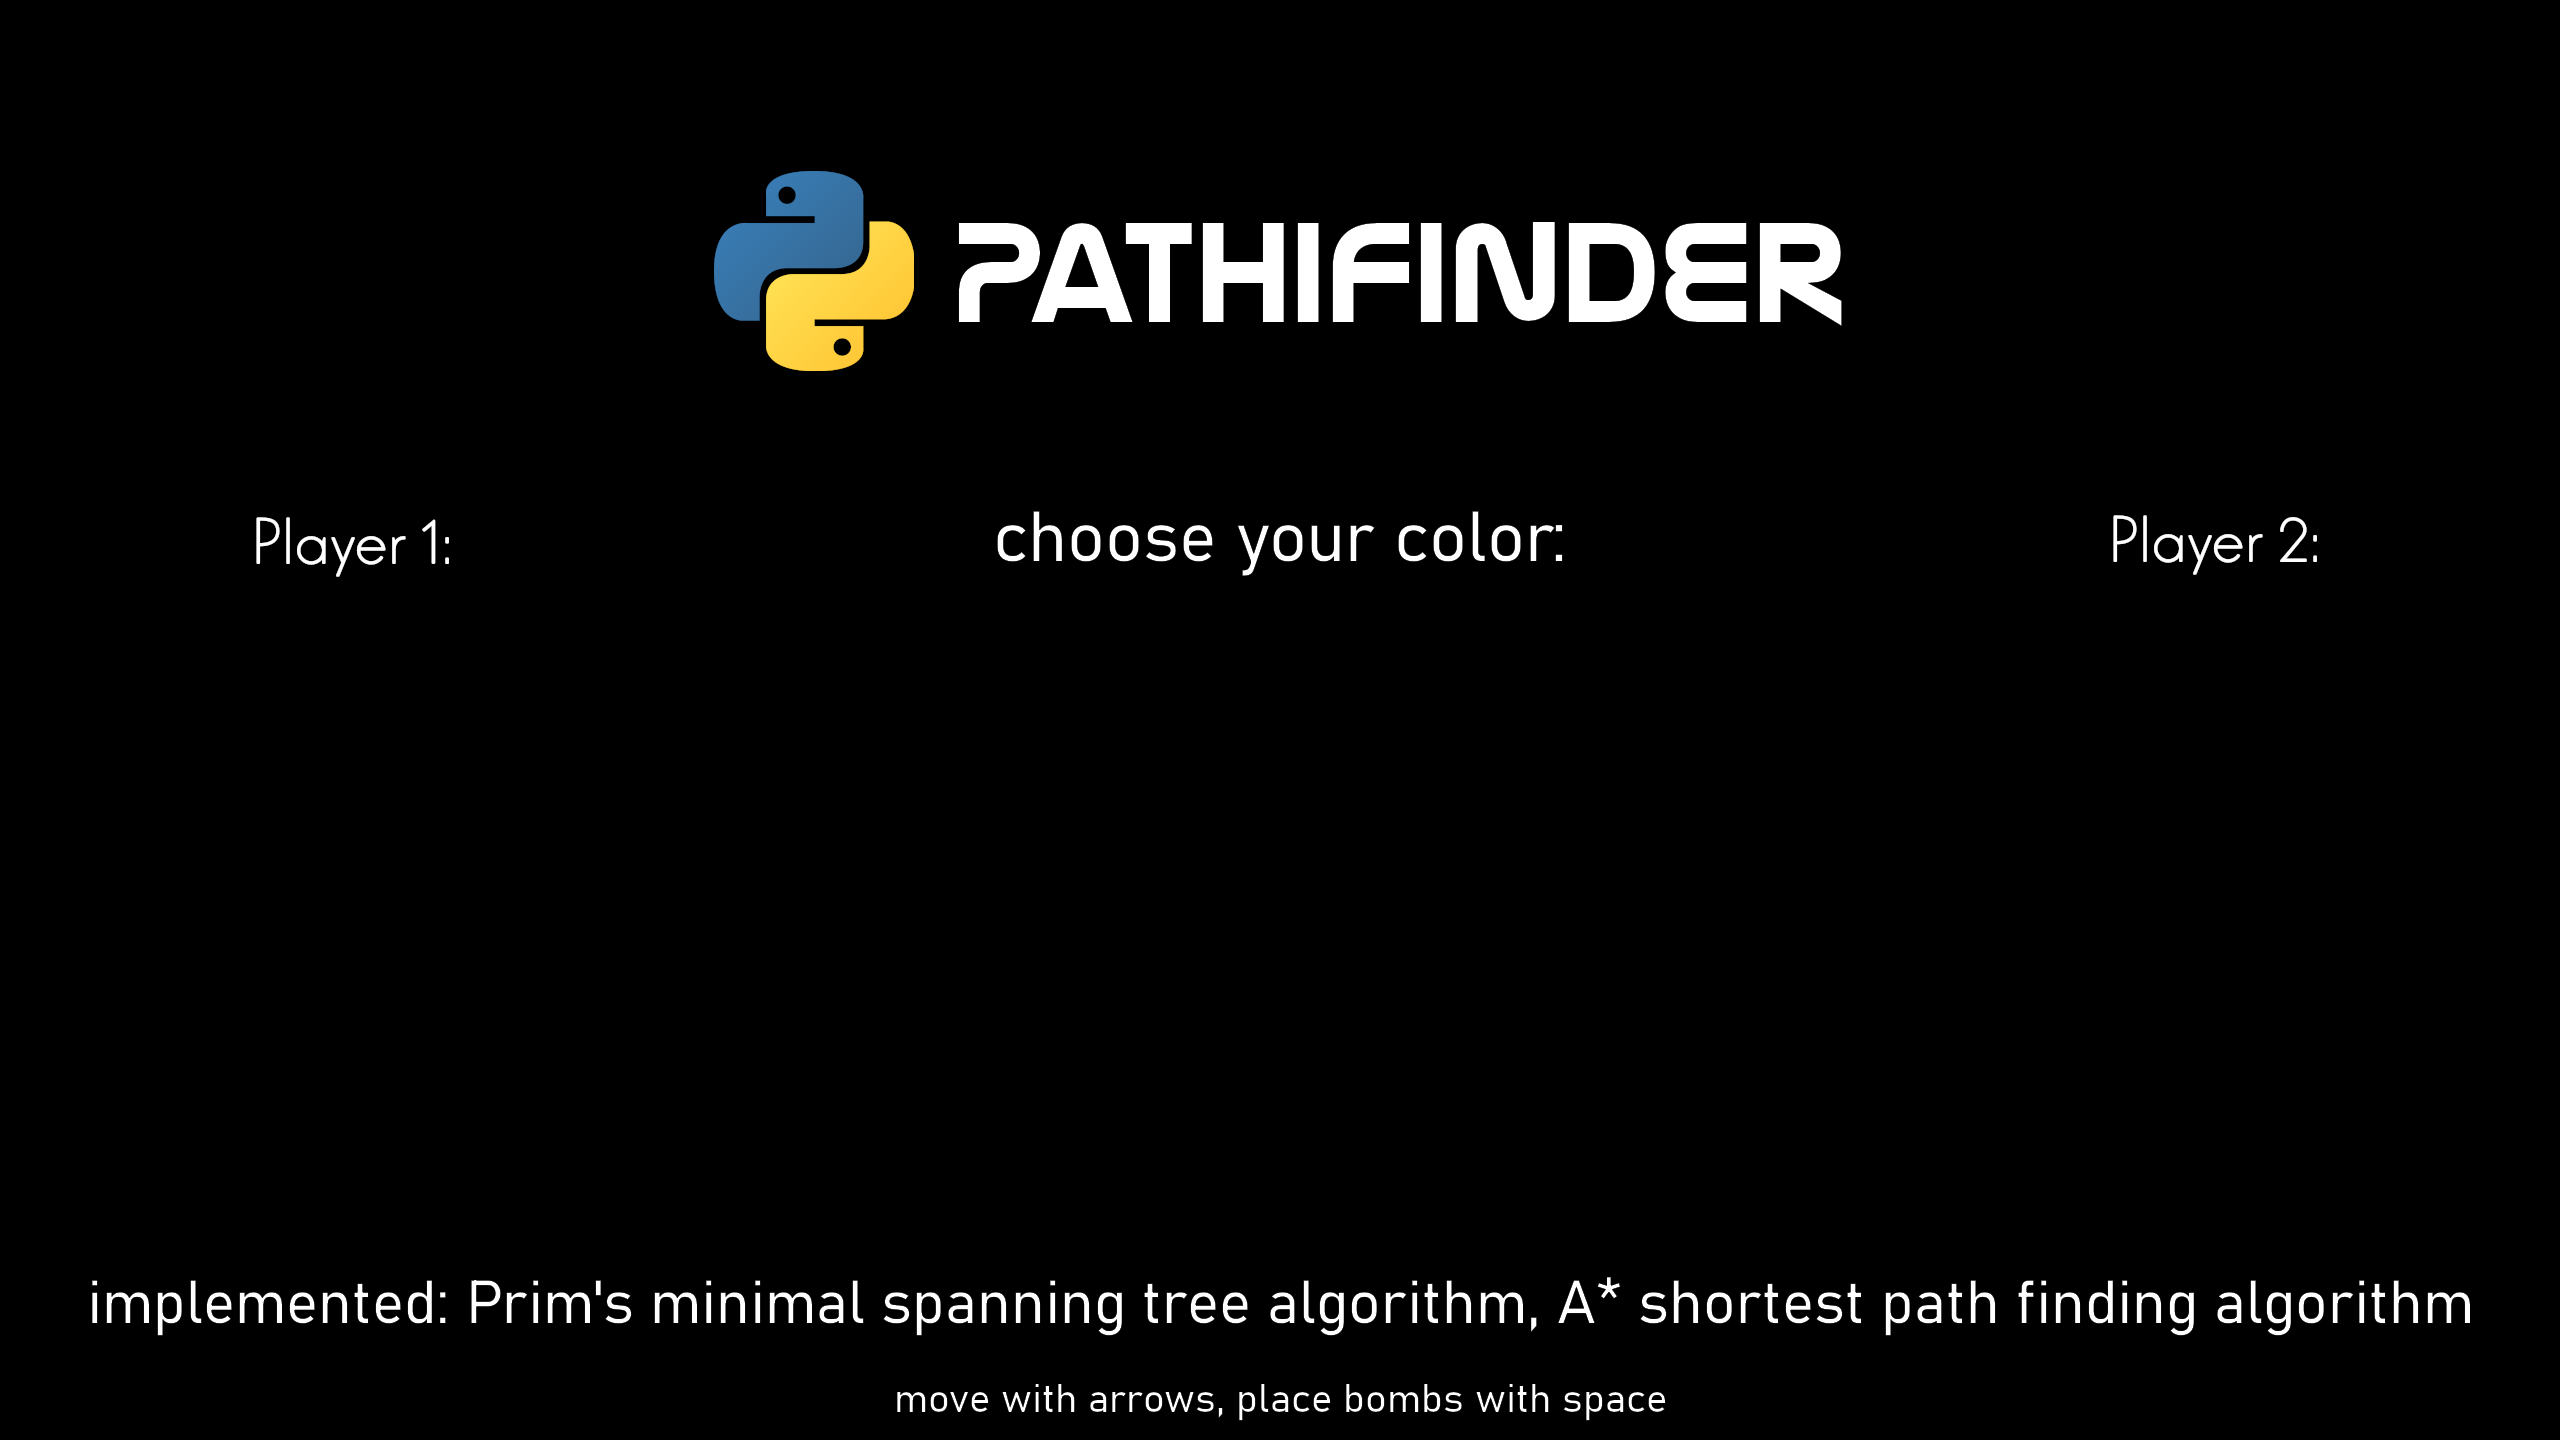 PATHFINDER
Player 1:
choose your color:
Player 2:
implemented: Prim's minimal spanning tree algorithm, A* shortest path finding algorithm
move with arrows, place bombs with space